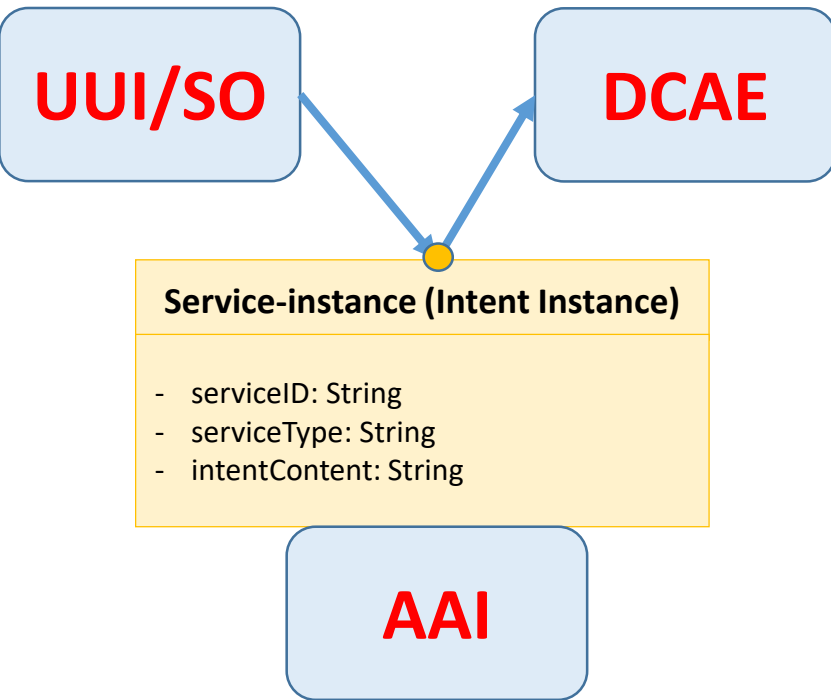 UUI/SO
DCAE
Service-instance (Intent Instance)
- serviceID: String
- serviceType: String
- intentContent: String
AAI